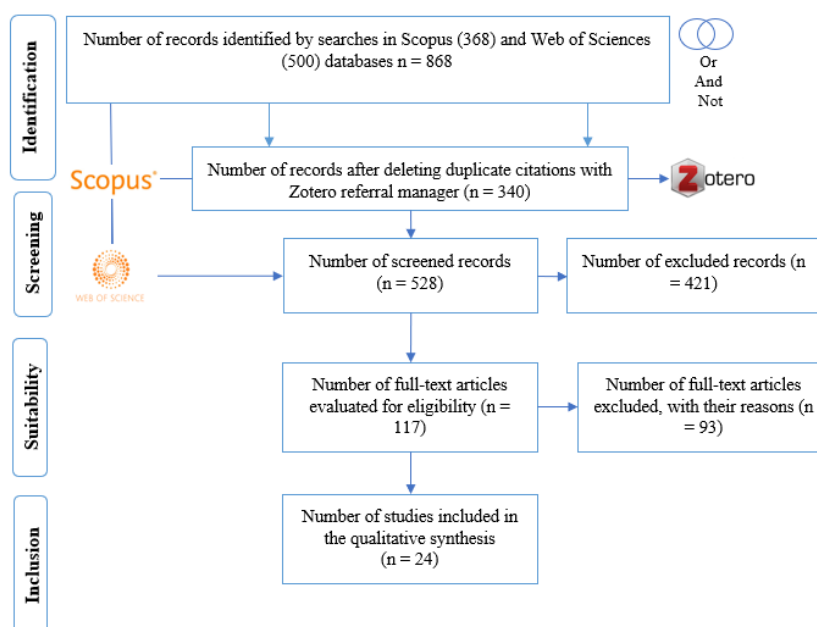 Number of records identified by searches in Scopus (368) and Web of Sciences
(500) databases n = 868
Or
And
Not
Identification
Number of records after deleting duplicate citations with
Zotero referral manager (n = 340)
Scopus®
Zotero
Screening
Number of screened records
(n = 528)
Number of excluded records (n
= 421)
WEB OF SCIENCE
Suitability
Number of full-text articles
evaluated for eligibility (n =
117)
Number of full-text articles
excluded, with their reasons (n
= 93)
Inclusion
Number of studies included in
the qualitative synthesis
(n = 24)